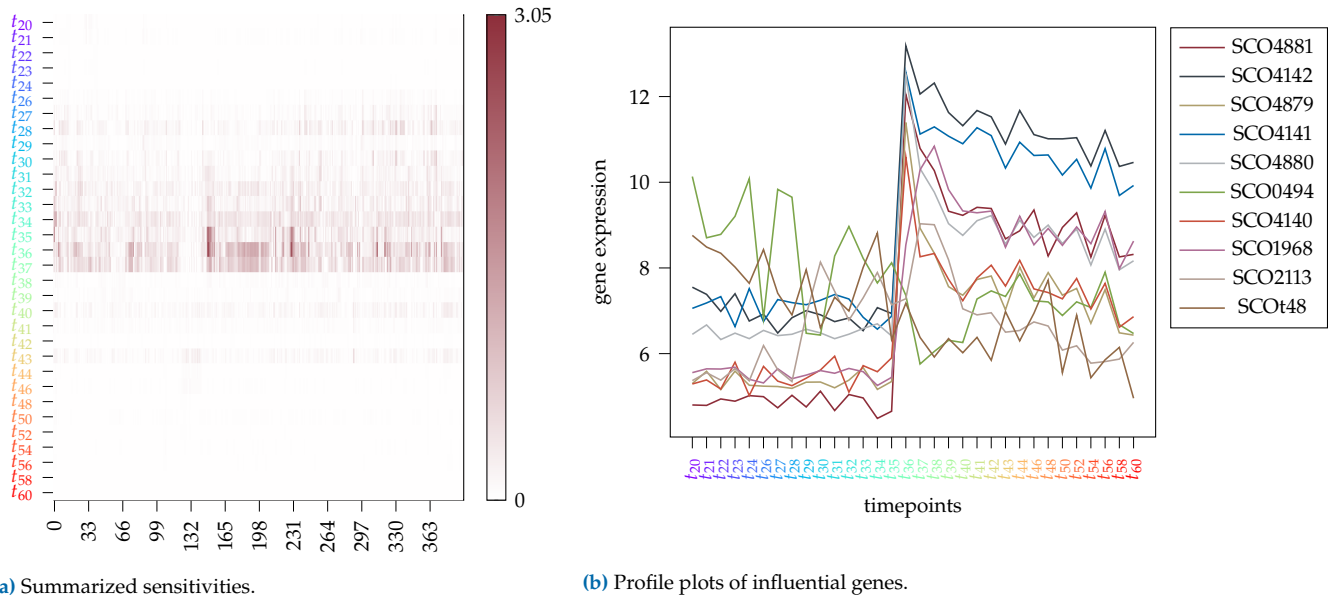 t20
t21
t22
t23
t24
t26
t27
t28
t29
t30
t31
t32
t33
t34
t35
t36
t37
t38
t39
t40
t41
t42
t43
t44
t46
t48
t50
t52
t54
t56
t58
t60
0
33
66
99
132
165
198
231
264
297
330
363
3.05
0
a) Summarized sensitivities.
gene expression
12
10
8
6
t20
t21
t22
t23
t24
t26
t27
t28
t29
t30
t31
t32
t33
t34
t35
t36
t37
t38
t39
t40
t41
t42
t43
t44
t46
t48
t50
t52
t54
t56
t58
t60
timepoints
SCO4881
SCO4142
SCO4879
SCO4141
SCO4880
SCO0494
SCO4140
SCO1968
SCO2113
SCOt48
(b) Profile plots of influential genes.